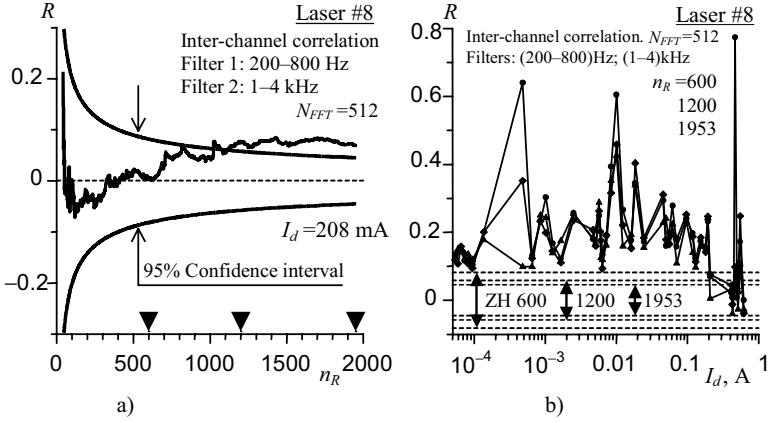 R
Laser #8
Inter-channel correlation
Filter 1: 200–800 Hz
Filter 2: 1–4 kHz
N_FFT=512
0.2
0
−0.2
I_d=208 mA
95% Confidence interval
0
500
1000
1500
2000
n_R
a)
R
Laser #8
Inter-channel correlation. N_FFT=512
Filters: (200–800)Hz; (1–4)kHz
n_R=600
1200
1953
0.8
0.6
0.4
0.2
0
ZH 600
1200
1953
10⁻⁴
10⁻³
0.01
0.1
1
I_d, A
b)